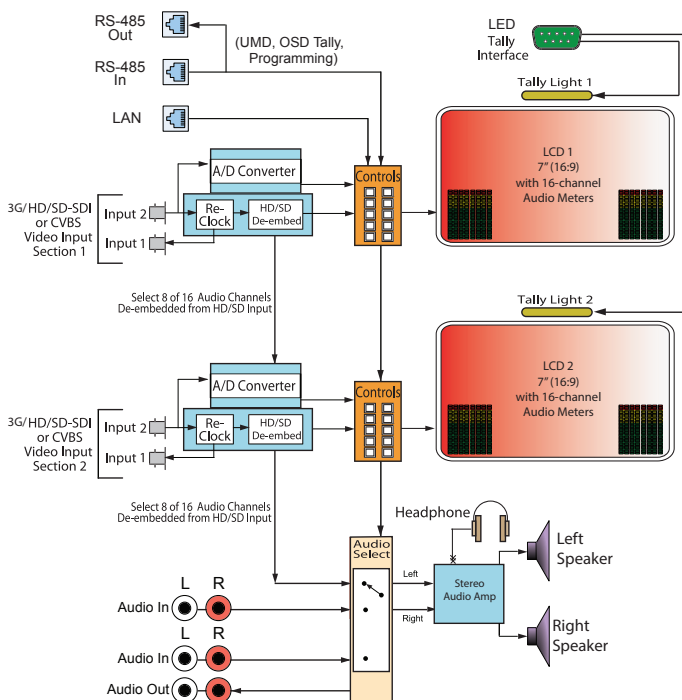 RS-485
Out
(UMD, OSD Tally,
Programming)
RS-485
In
LAN
LED
Tally
Interface
Tally Light 1
LCD 1
7" (16:9)
with 16-channel
Audio Meters
A/D Converter
Controls
3G/HD/SD-SDI
or CVBS
Video Input
Section 1
Input 2
Input 1
Re-
Clock
HD/SD
De-embed
Select 8 of 16 Audio Channels
De-embedded from HD/SD Input
Tally Light 2
LCD 2
7" (16:9)
with 16-channel
Audio Meters
A/D Converter
Controls
3G/HD/SD-SDI
or CVBS
Video Input
Section 2
Input 2
Input 1
Re-
Clock
HD/SD
De-embed
Select 8 of 16 Audio Channels
De-embedded from HD/SD Input
Headphone
Audio
Select
Left
Right
Stereo
Audio Amp
Left
Speaker
Right
Speaker
L R
Audio In
L R
Audio In
Audio Out